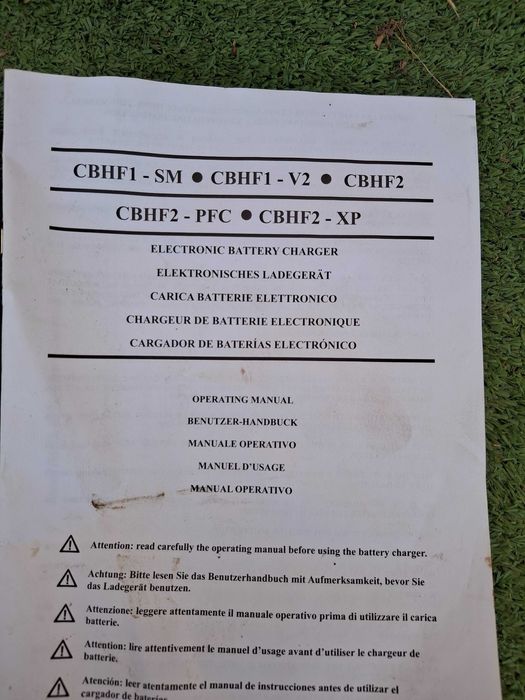 CBHF1 - SM ● CBHF1 - V2 ● CBHF2
CBHF2 - PFC ● CBHF2 - XP
ELECTRONIC BATTERY CHARGER
ELEKTRONISCHES LADEGERÄT
CARICA BATTERIE ELETTRONICO
CHARGEUR DE BATTERIE ELECTRONIQUE
CARGADOR DE BATERÍAS ELECTRÓNICO
OPERATING MANUAL
BENUTZER-HANDBUCK
MANUALE OPERATIVO
MANUEL D'USAGE
MANUAL OPERATIVO
Attention: read carefully the operating manual before using the battery charger.
Achtung: Bitte lesen Sie das Benutzerhandbuch mit Aufmerksamkeit, bevor Sie
das Ladegerät benutzen.
Attenzione: leggere attentamente il manuale operativo prima di utilizzare il carica
batterie.
Attention: lire attentivement le manuel d'usage avant d'utiliser le chargeur de
batterie.
Atención: leer atentamente el manual de instrucciones antes de utilizar el
cargador de baterías